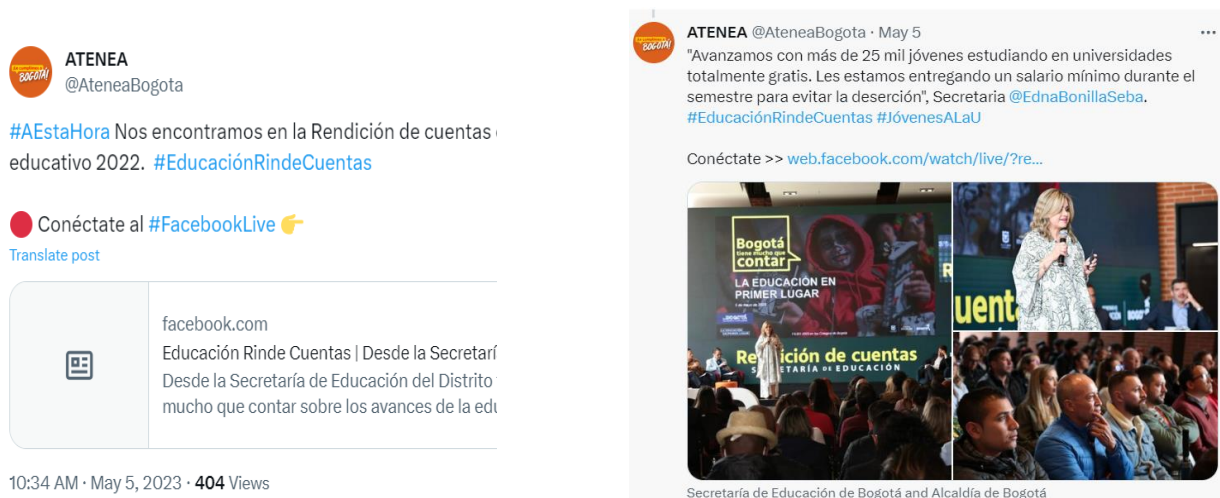 ATENEA
@AteneaBogota
#AEstaHora Nos encontramos en la Rendición de cuentas
educativo 2022. #EducaciónRindeCuentas
Conéctate al #FacebookLive
Translate post
facebook.com
Educación Rinde Cuentas | Desde la Secretarí
Desde la Secretaría de Educación del Distrito
mucho que contar sobre los avances de la edu
10:34 AM · May 5, 2023 · 404 Views
BOGOTÁ!
ATENEA @AteneaBogota · May 5
"Avanzamos con más de 25 mil jóvenes estudiando en universidades
totalmente gratis. Les estamos entregando un salario mínimo durante el
semestre para evitar la deserción", Secretaria @EdnaBonillaSeba.
#EducaciónRindeCuentas #JóvenesALaU
Conéctate >> web.facebook.com/watch/live/?re...
BOGOTÁ!
Bogotá
tiene mucho que
contar
LA EDUCACIÓN EN
PRIMER LUGAR
Re ición de cuentas
SECRETARÍA DE EDUCACIÓN
uent
Secretaría de Educación de Bogotá and Alcaldía de Bogotá